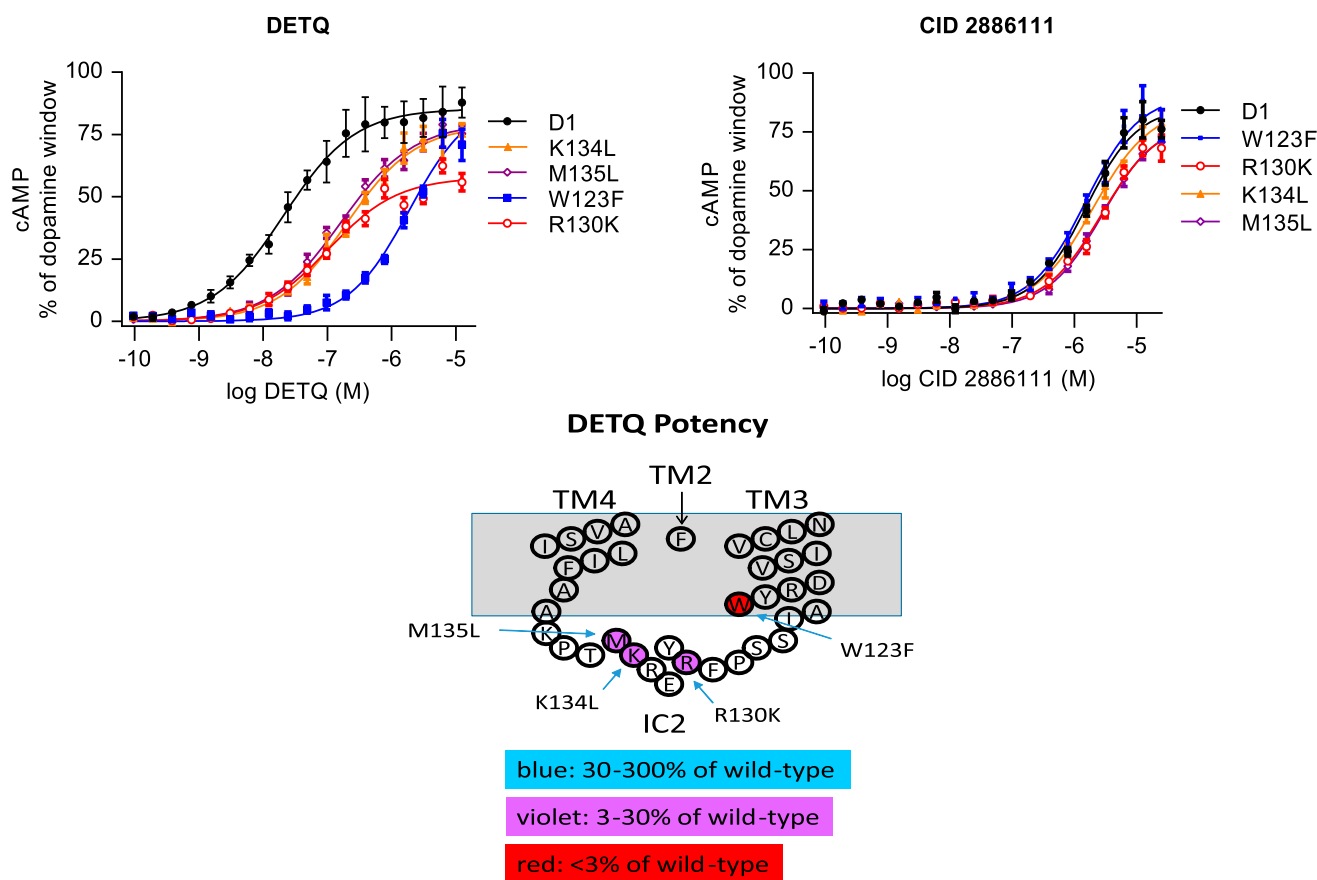 DETQ
cAMP
% of dopamine window
100
75
50
25
0
-10 -9 -8 -7 -6 -5
log DETQ (M)
D1
K134L
M135L
W123F
R130K
CID 2886111
cAMP
% of dopamine window
100
75
50
25
0
-10 -9 -8 -7 -6 -5
log CID 2886111 (M)
D1
W123F
R130K
K134L
M135L
DETQ Potency
TM2
TM4 TM3
I S V A F V C L N
F I L V S I
A W Y R D
A I A
K P T M K R E Y R F P S S
M135L
W123F
K134L
R130K
IC2
blue: 30-300% of wild-type
violet: 3-30% of wild-type
red: <3% of wild-type